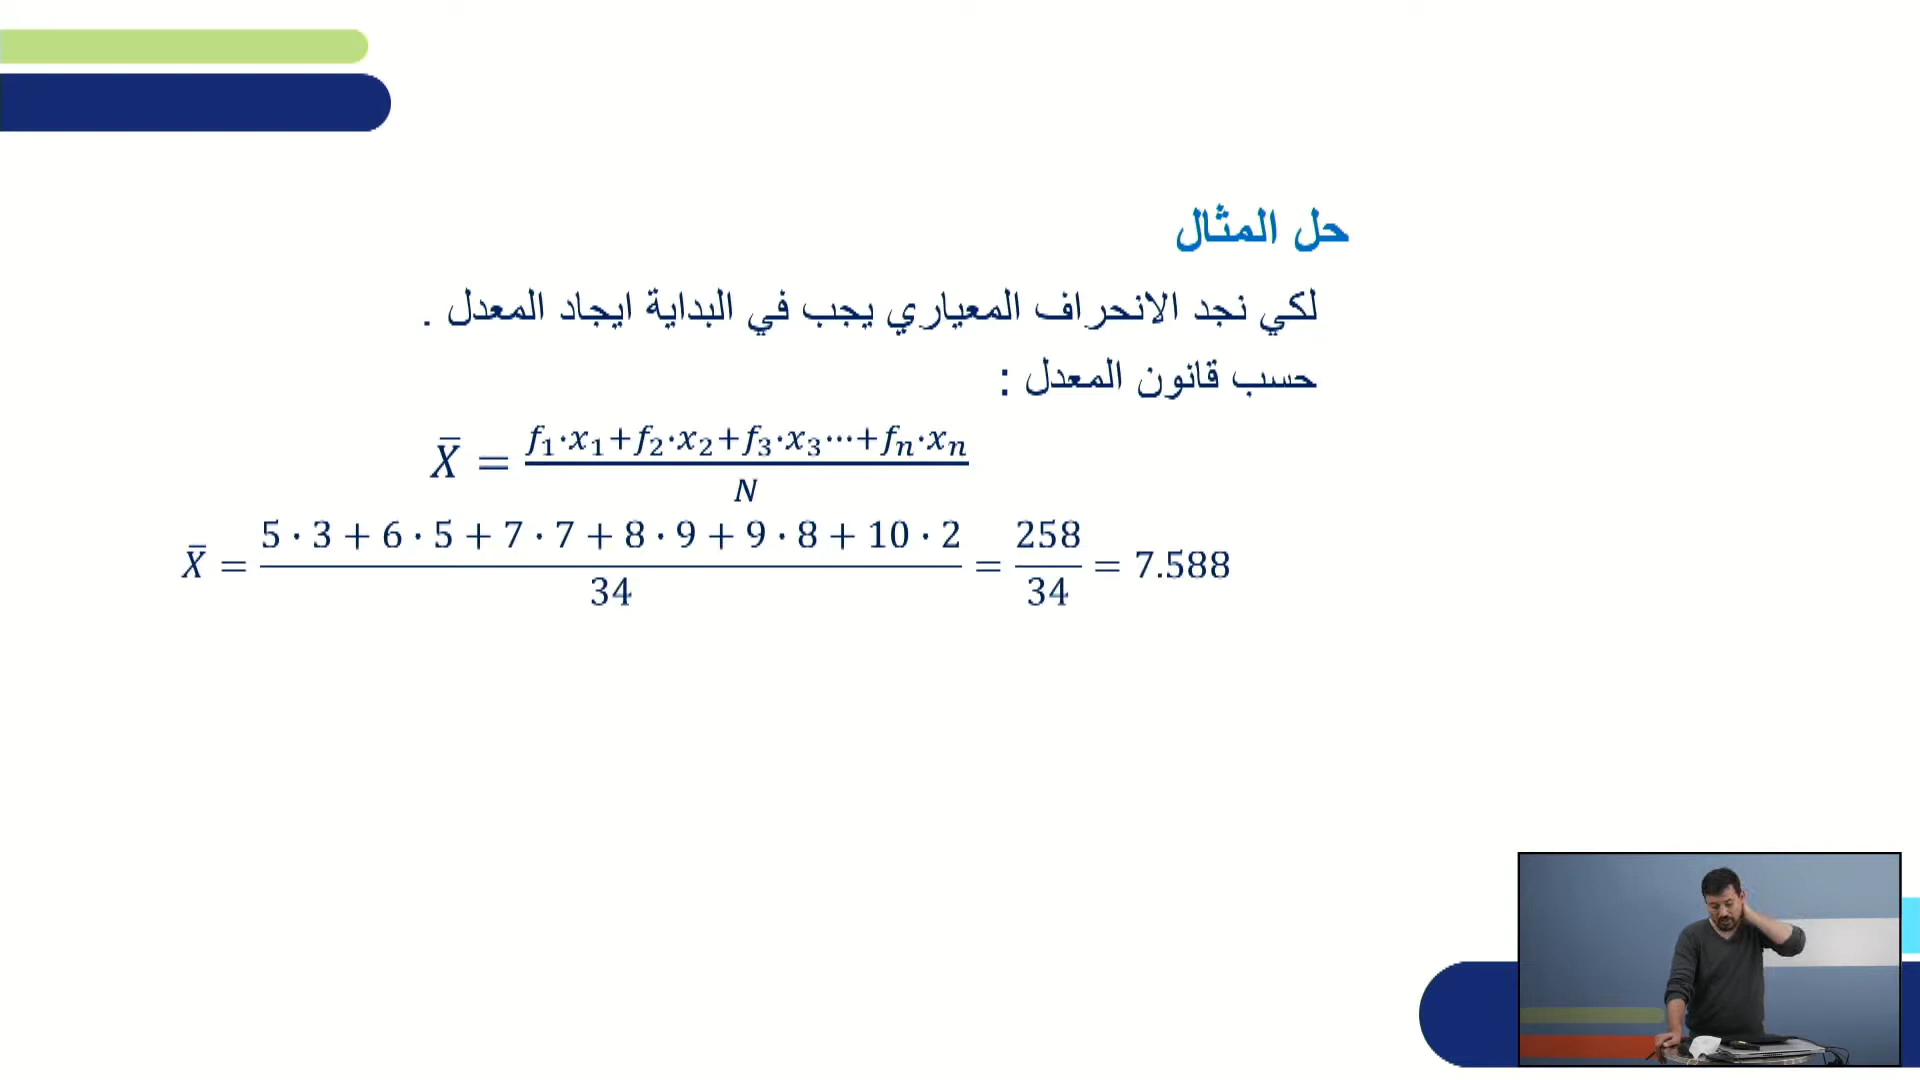 حل المثال
لكي نجد الانحراف المعياري يجب في البداية ايجاد المعدل .
حسب قانون المعدل :
X̄ = (f₁·x₁+f₂·x₂+f₃·x₃⋯+fₙ·xₙ)/N
X̄ = (5·3+6·5+7·7+8·9+9·8+10·2)/34 = 258/34 = 7.588